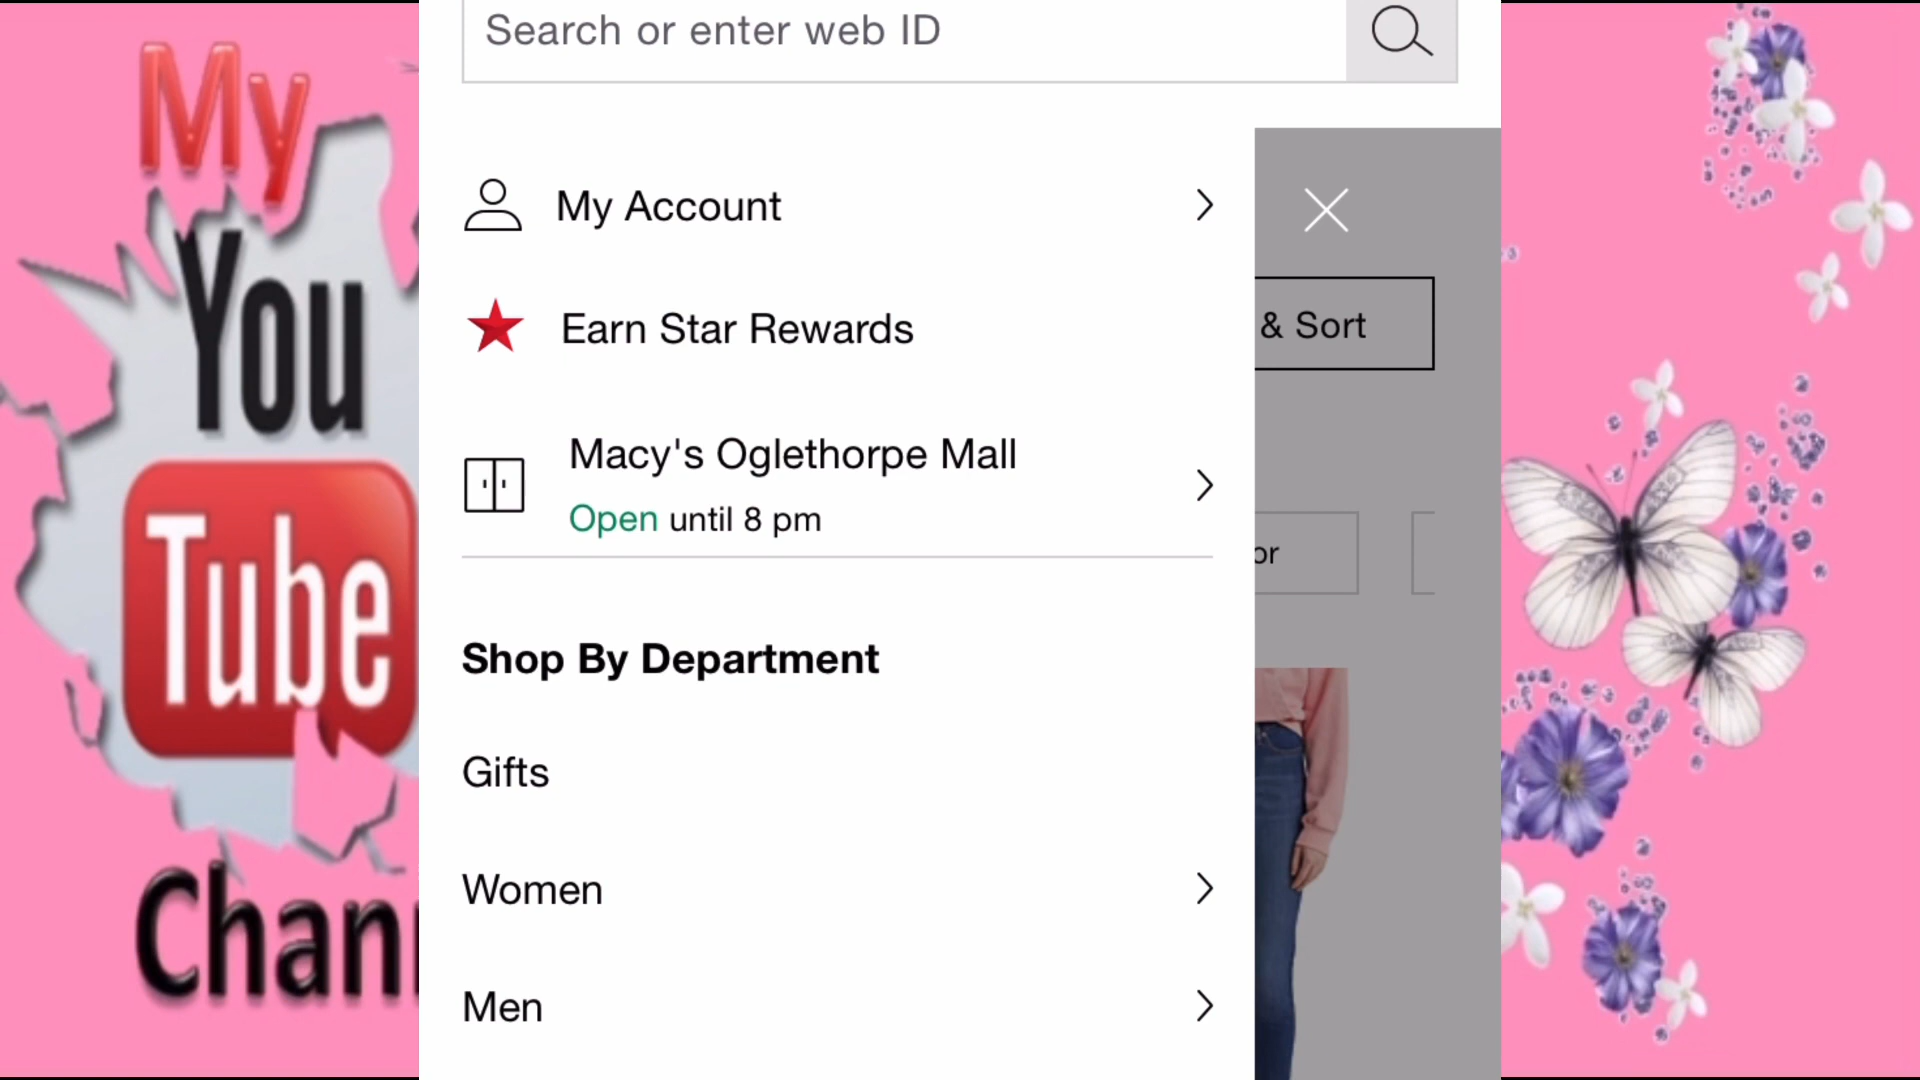 My
You
Tube
Chan
Search or enter web ID
My Account
Earn Star Rewards
Macy's Oglethorpe Mall
Open until 8 pm
Shop By Department
Gifts
Women
Men
& Sort
or